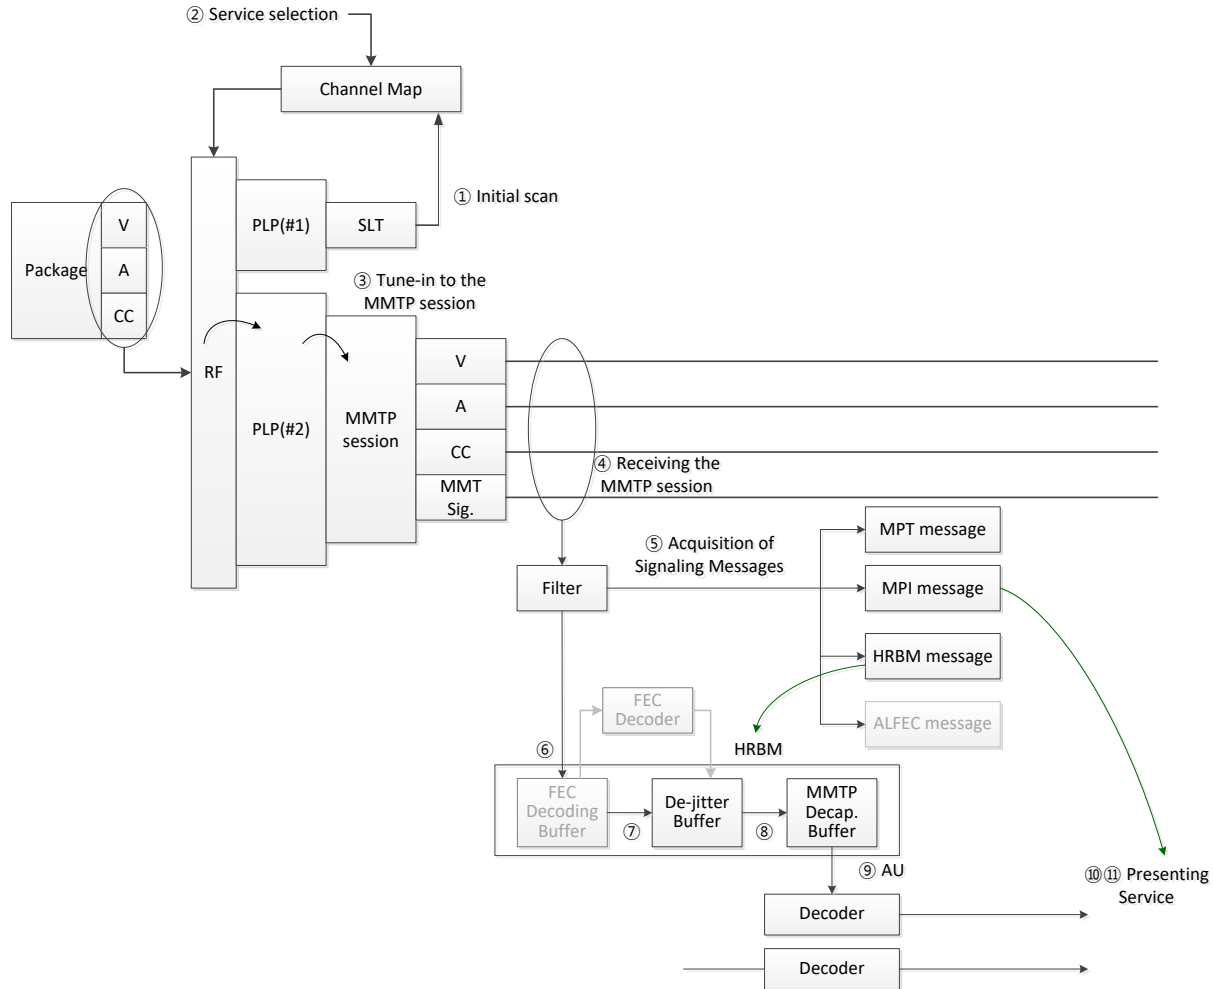 ② Service selection
Channel Map
① Initial scan
PLP(#1)
SLT
V
Package
A
CC
③ Tune-in to the
MMTP session
RF
PLP(#2)
MMTP
session
V
A
CC
MMT
Sig.
④ Receiving the
MMTP session
⑤ Acquisition of
Signaling Messages
Filter
MPT message
MPI message
HRBM message
ALFEC message
FEC
Decoder
HRBM
⑥
FEC
Decoding
Buffer
⑦
De-jitter
Buffer
⑧
MMTP
Decap.
Buffer
⑨ AU
⑩⑪ Presenting
Service
Decoder
Decoder